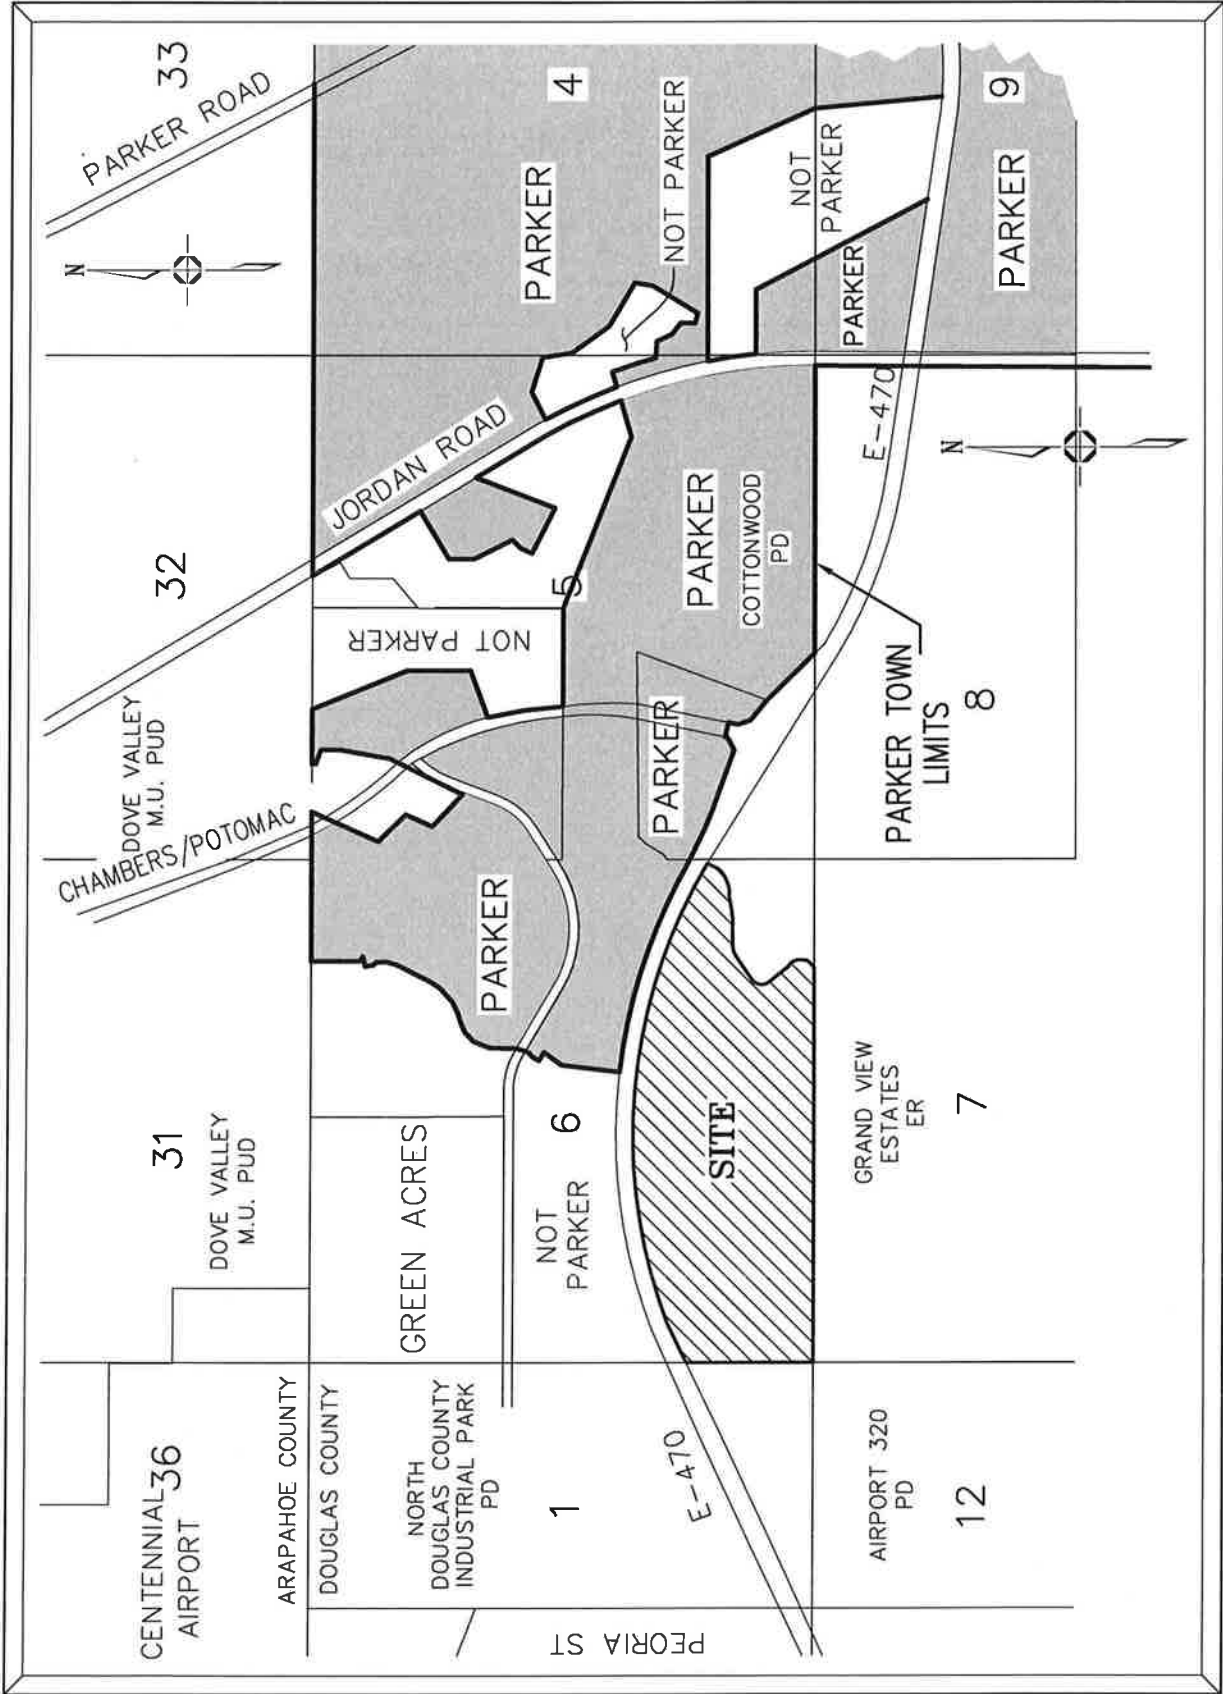 CENTENNIAL
AIRPORT
36
31
DOVE VALLEY
M.U. PUD
CHAMBERS/POTOMAC
DOVE VALLEY
M.U. PUD
32
N
PARKER ROAD
33
ARAPAHOE COUNTY
DOUGLAS COUNTY
NORTH
DOUGLAS COUNTY
INDUSTRIAL PARK
PD
1
PEORIA ST
E-470
GREEN ACRES
NOT
PARKER
6
PARKER
NOT PARKER
5
JORDAN ROAD
PARKER
4
NOT PARKER
SITE
PARKER
PARKER
COTTONWOOD
PD
NOT
PARKER
PARKER
E-470
PARKER
9
AIRPORT 320
PD
12
GRAND VIEW
ESTATES
ER
7
PARKER TOWN
LIMITS
8
N